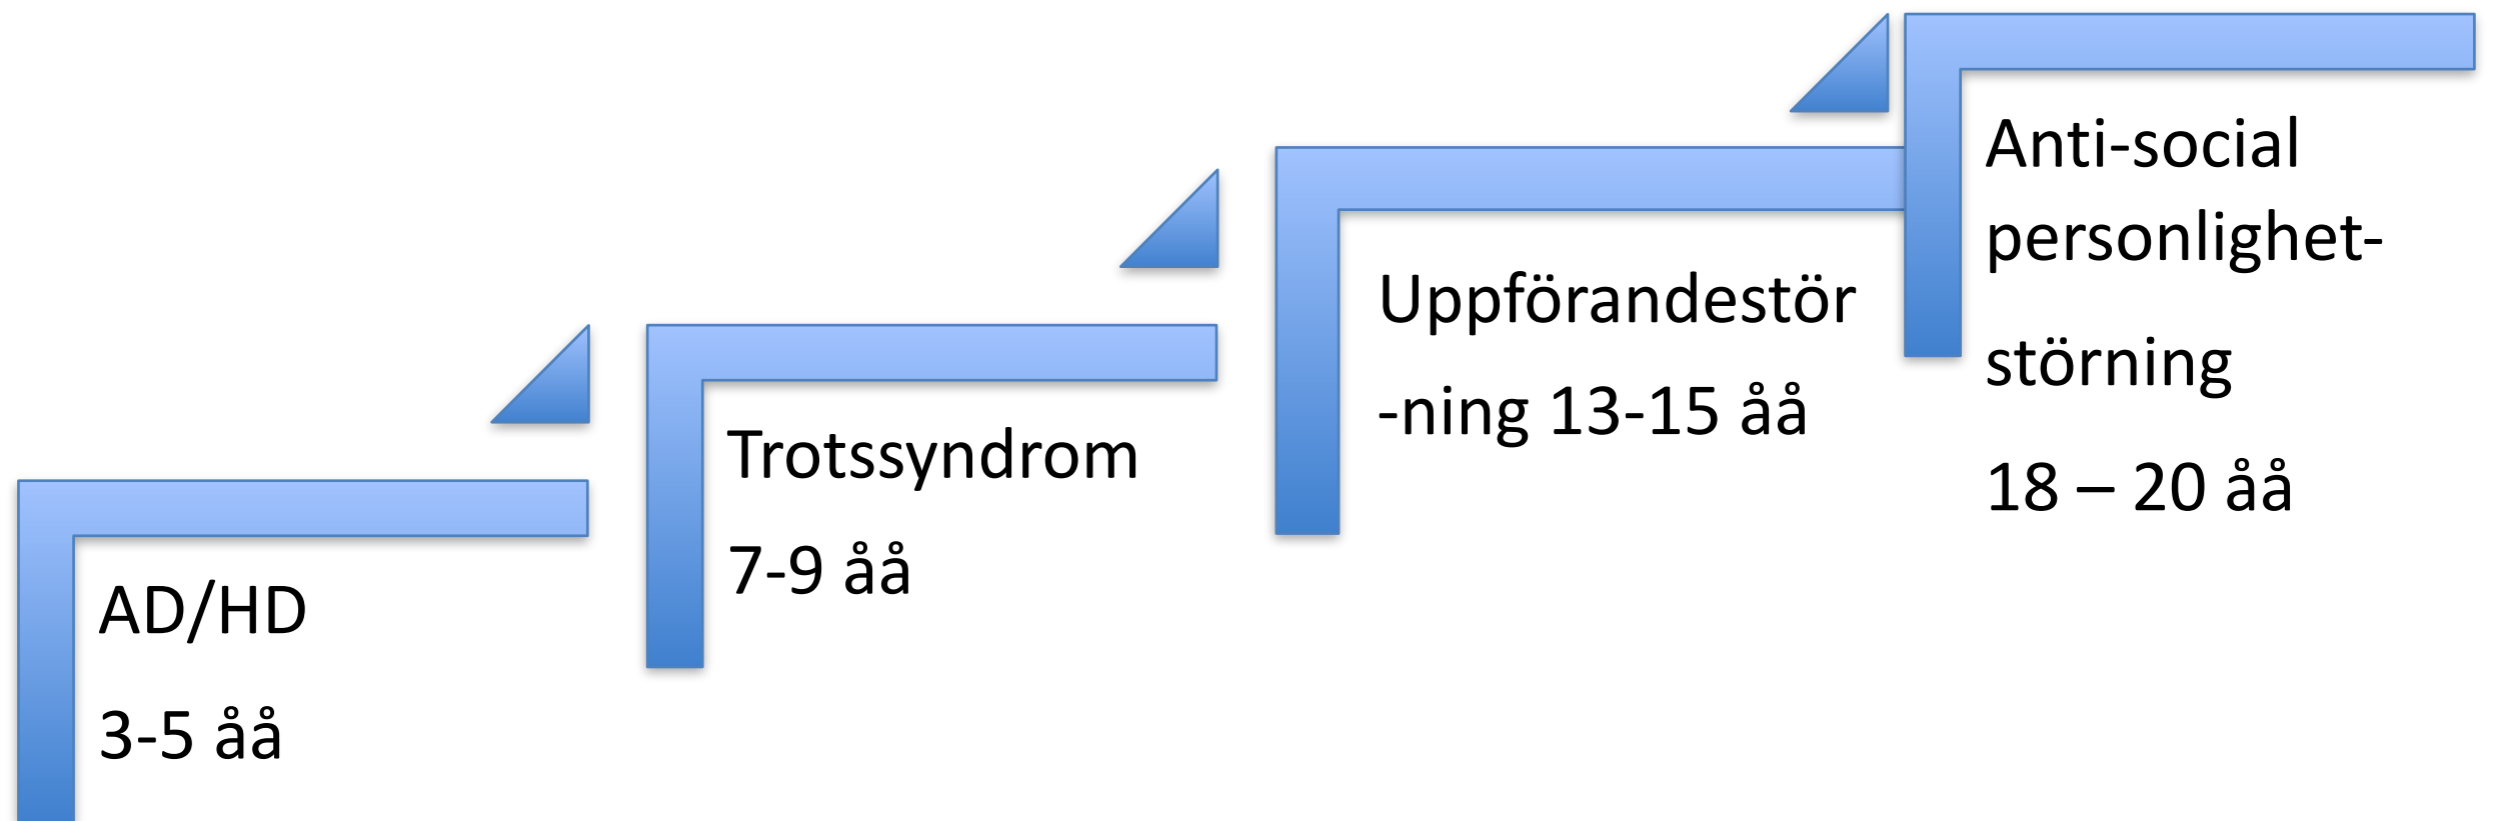 AD/HD
3-5 åå
Trotssyndrom
7-9 åå
Uppförandestör
-ning 13-15 åå
Anti-social
personlighet-
störning
18 – 20 åå